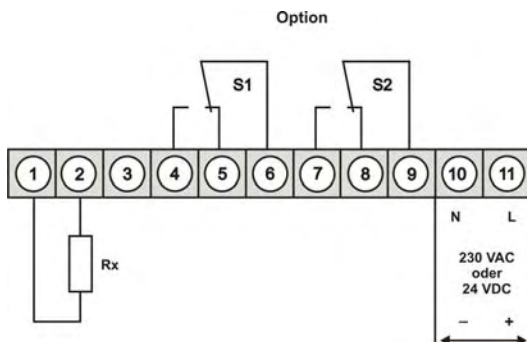 Option
S1 S2
1 2 3 4 5 6 7 8 9 10 11
N L
Rx
230 VAC
oder
24 VDC
– +